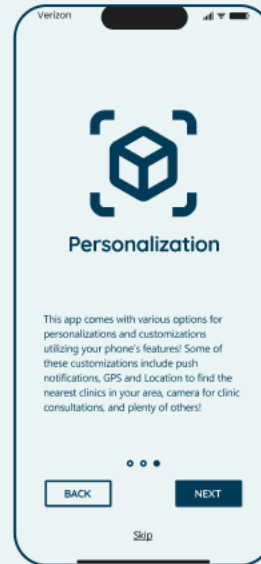 Verizon
Personalization
This app comes with various options for
personalizations and customizations
utilizing your phone's features! Some of
these customizations include push
notifications, GPS and Location to find the
nearest clinics in your area, camera for clinic
consultations, and plenty of others!
BACK
NEXT
Skip